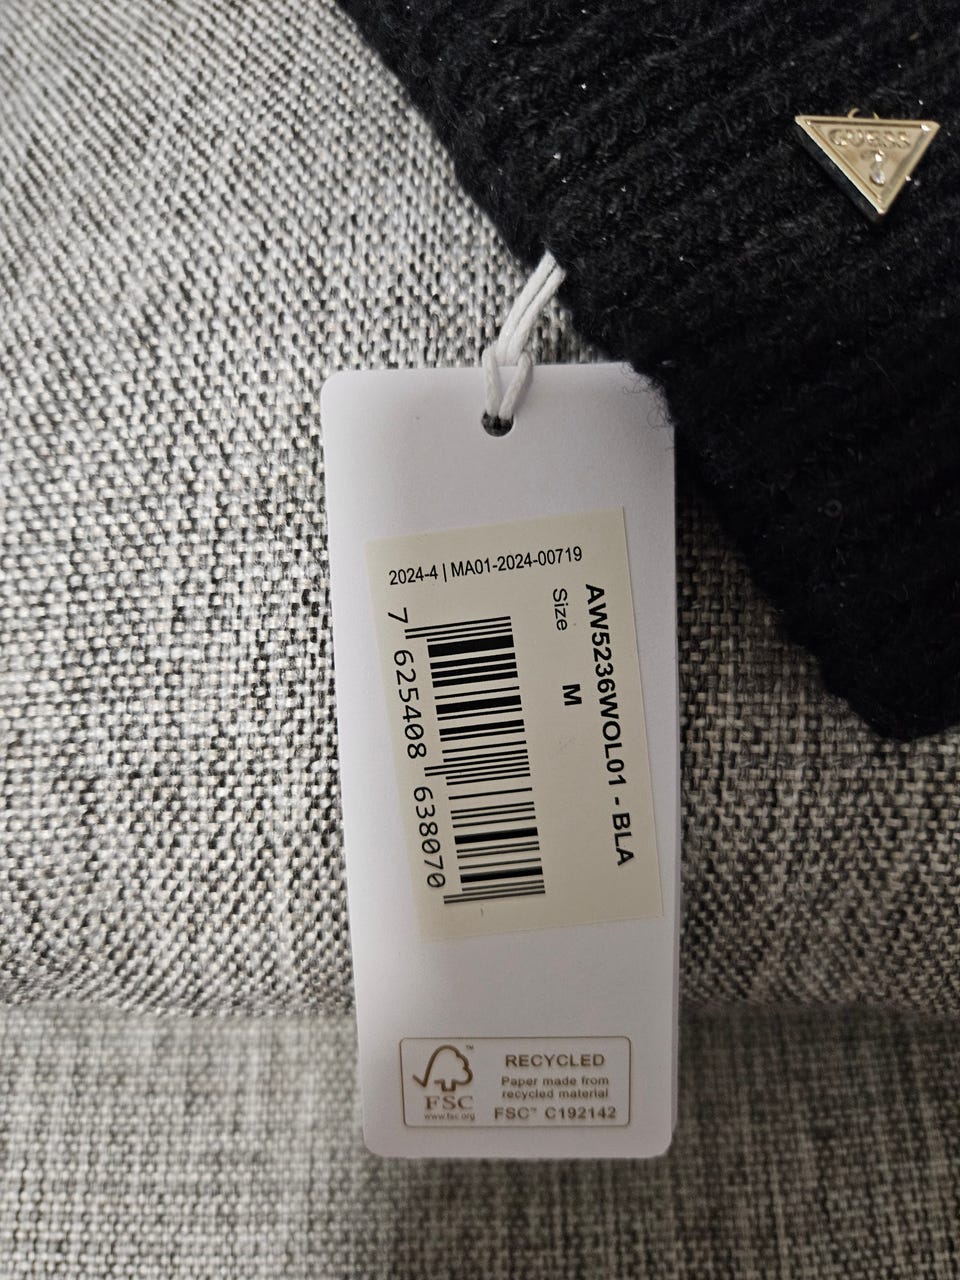 GUESS
?
2024-4 | MA01-2024-00719
AW5236WOL01 - BLA
Size M
7 625408 638070
FSC™
www.fsc.org
RECYCLED
Paper made from
recycled material
FSC™ C192142